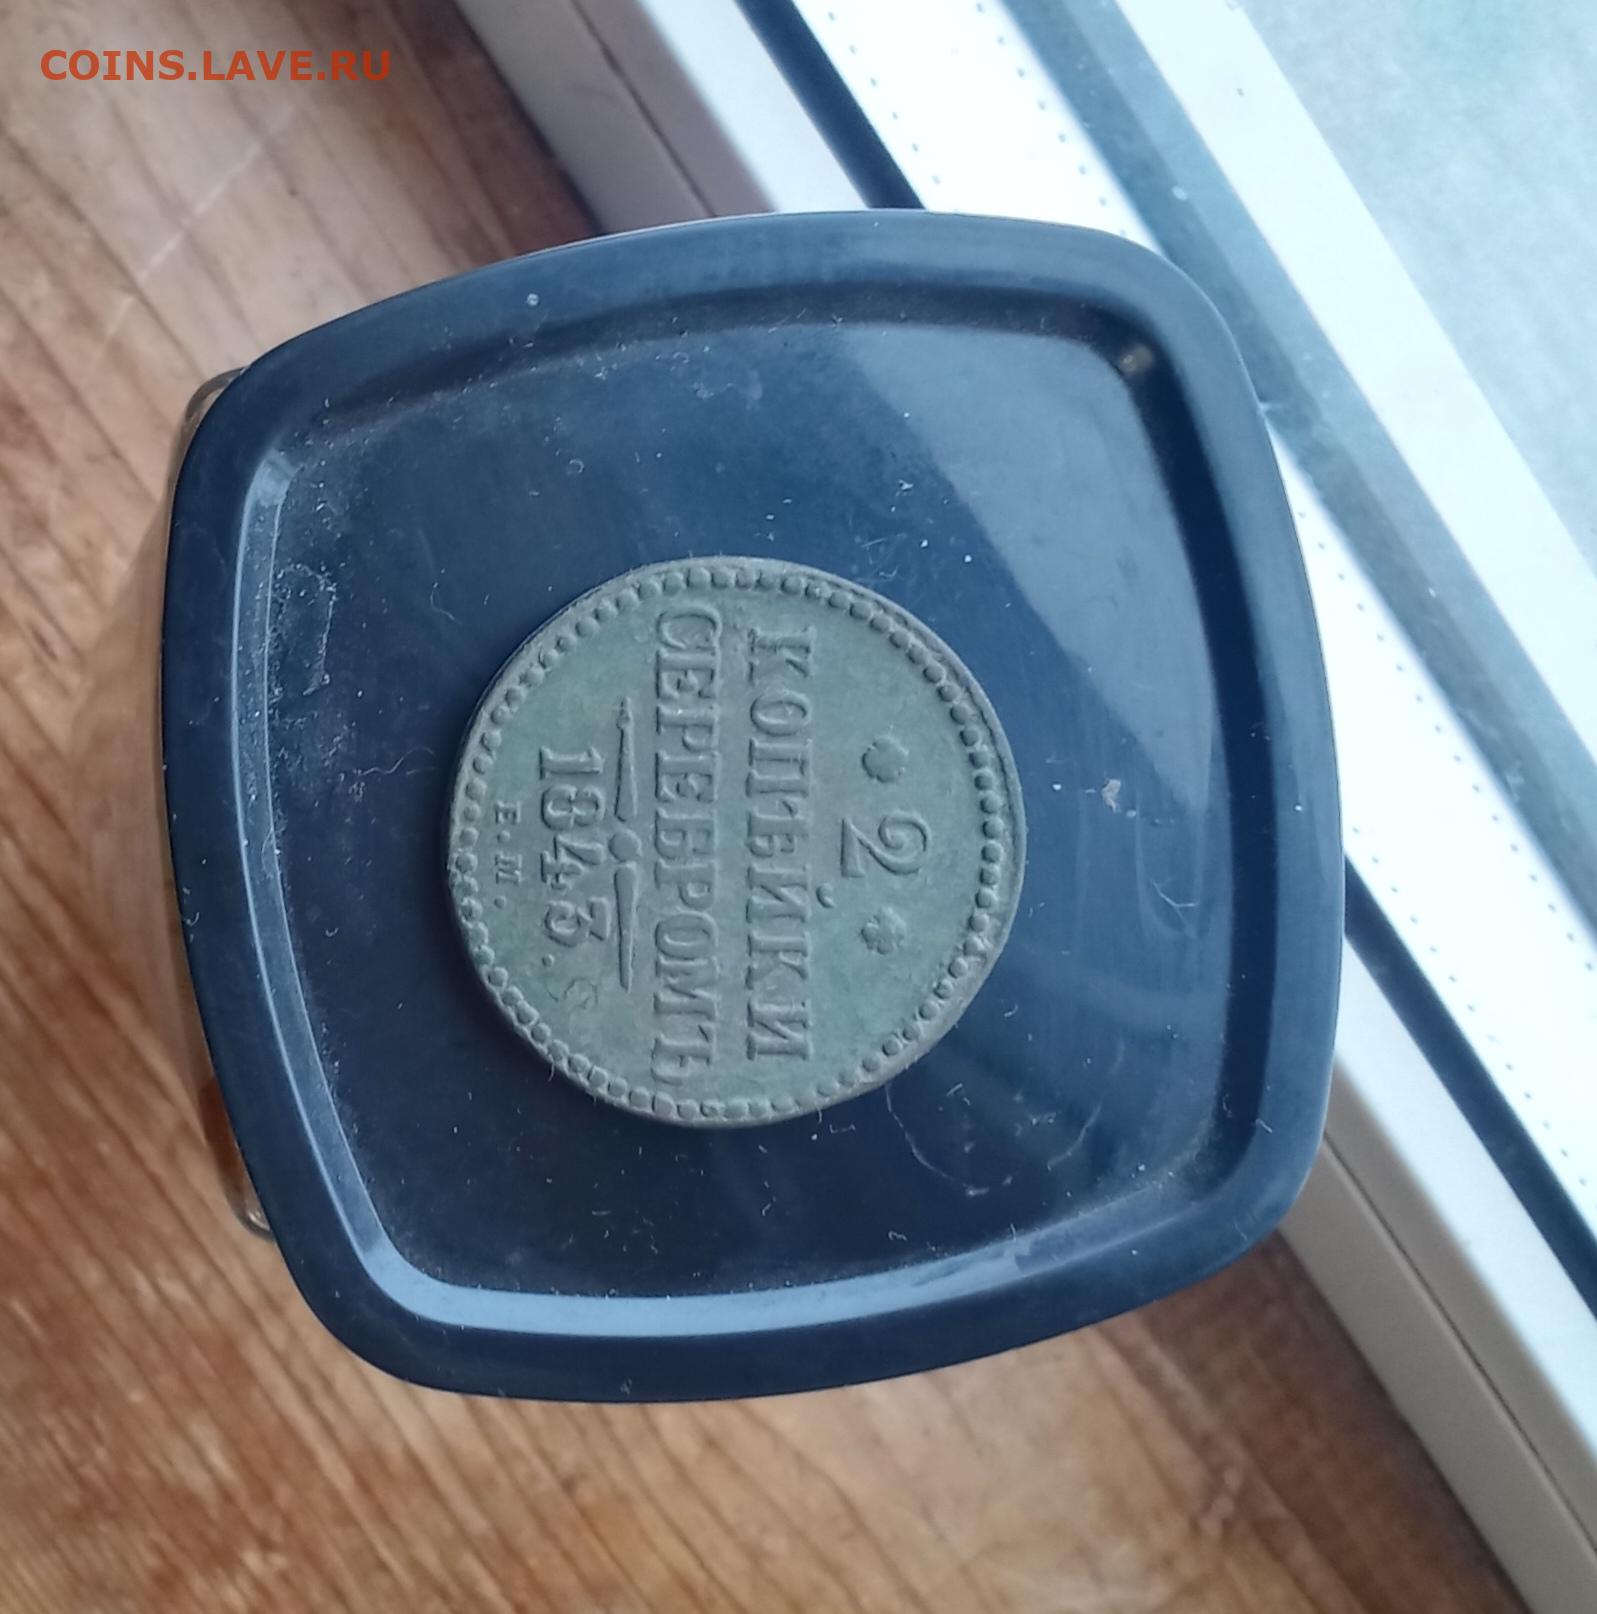 COINS.LAVE.RU
* 2 *
КОПѢЙКИ
СЕРЕБРОМЪ
1843.
Е.М.